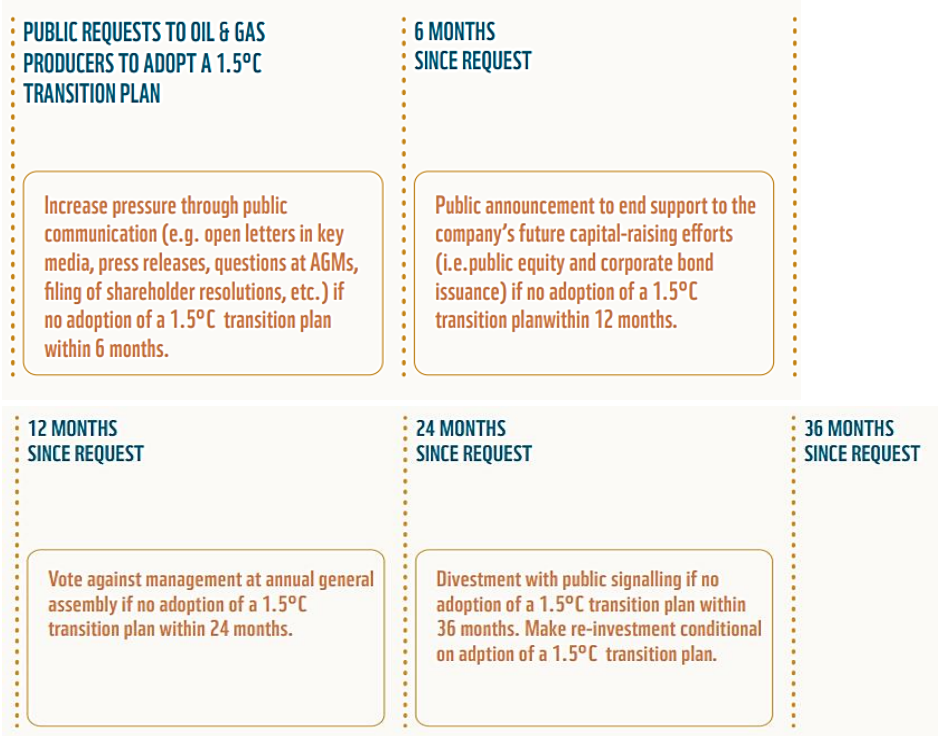 PUBLIC REQUESTS TO OIL & GAS
PRODUCERS TO ADOPT A 1.5ºC
TRANSITION PLAN
6 MONTHS
SINCE REQUEST
Increase pressure through public
communication (e.g. open letters in key
media, press releases, questions at AGMs,
filing of shareholder resolutions, etc.) if
no adoption of a 1.5ºC transition plan
within 6 months.
Public announcement to end support to the
company's future capital-raising efforts
(i.e.public equity and corporate bond
issuance) if no adoption of a 1.5ºC
transition planwithin 12 months.
12 MONTHS
SINCE REQUEST
24 MONTHS
SINCE REQUEST
36 MONTHS
SINCE REQUEST
Vote against management at annual general
assembly if no adoption of a 1.5ºC
transition plan within 24 months.
Divestment with public signalling if no
adoption of a 1.5ºC transition plan within
36 months. Make re-investment conditional
on adption of a 1.5ºC transition plan.